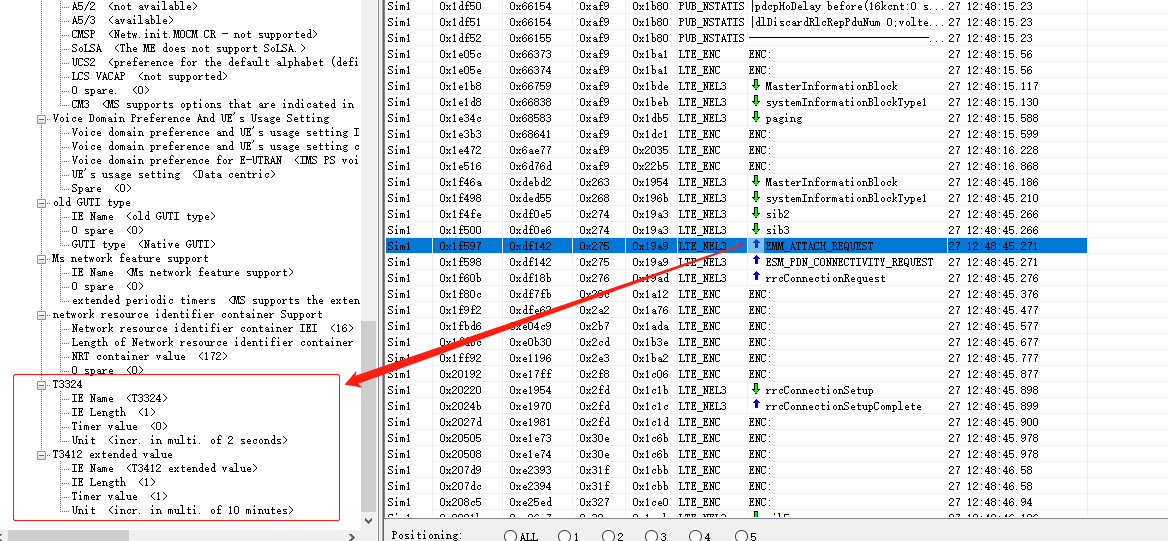 A5/2 <not available>
A5/3 <available>
CMSP <Netw.init.MOCM CR - not supported>
SoLSA <The ME does not support SoLSA.>
UCS2 <preference for the default alphabet (defi
LCS VACAP <not supported>
0 spare. <0>
CM3 <MS supports options that are indicated in
Voice Domain Preference And UE's Usage Setting
Voice domain preference and UE's usage setting I
Voice domain preference and UE's usage setting c
Voice domain preference for E-UTRAN <IMS PS voi
UE's usage setting <Data centric>
Spare <0>
old GUTI type
IE Name <old GUTI type>
0 spare <0>
GUTI type <Native GUTI>
Ms network feature support
IE Name <Ms network feature support>
0 spare <0>
extended periodic timers <MS supports the exten
network resource identifier container Support
Network resource identifier container IEI <16>
Length of Network resource identifier container
NRT container value <172>
0 spare <0>
T3324
IE Name <T3324>
IE Length <1>
Timer value <0>
Unit <incr. in multi. of 2 seconds>
T3412 extended value
IE Name <T3412 extended value>
IE Length <1>
Timer value <1>
Unit <incr. in multi. of 10 minutes>
Sim1 0x1df50 0x66154 0xaf9 0x1b80 PUB_NSTATIS |pdcpHoDelay before(16kcnt:0 s... 27 12:48:15.23
Sim1 0x1df51 0x66154 0xaf9 0x1b80 PUB_NSTATIS |dlDiscardRlcRepPduNum 0;volte... 27 12:48:15.23
Sim1 0x1df52 0x66155 0xaf9 0x1b80 PUB_NSTATIS ... 27 12:48:15.23
Sim1 0x1e05e 0x66373 0xaf9 0x1ba1 LTE_ENC ENC: 27 12:48:15.56
Sim1 0x1e05c 0x66374 0xaf9 0x1ba1 LTE_ENC ENC: 27 12:48:15.56
Sim1 0x1e1b8 0x66759 0xaf9 0x1bde LTE_NEL3 MasterInformationBlock 27 12:48:15.117
Sim1 0x1e1d8 0x66838 0xaf9 0x1beb LTE_NEL3 systemInformationBlockType1 27 12:48:15.130
Sim1 0x1e34c 0x68583 0xaf9 0x1db5 LTE_NEL3 paging 27 12:48:15.588
Sim1 0x1e3b3 0x68641 0xaf9 0x1dc1 LTE_ENC ENC: 27 12:48:15.599
Sim1 0x1e472 0x6ae77 0xaf9 0x2035 LTE_ENC ENC: 27 12:48:16.228
Sim1 0x1e516 0x6d76d 0xaf9 0x22b5 LTE_ENC ENC: 27 12:48:16.868
Sim1 0x1f46a 0xdebd2 0x263 0x1954 LTE_NEL3 MasterInformationBlock 27 12:48:45.186
Sim1 0x1f498 0xded55 0x268 0x196b LTE_NEL3 systemInformationBlockType1 27 12:48:45.210
Sim1 0x1f4fe 0xdf0e5 0x274 0x19a3 LTE_NEL3 sib2 27 12:48:45.266
Sim1 0x1f500 0xdf0e6 0x274 0x19a3 LTE_NEL3 sib3 27 12:48:45.266
Sim1 0x1f597 0xdf142 0x275 0x19a9 LTE_NEL3 EMM_ATTACH_REQUEST 27 12:48:45.271
Sim1 0x1f598 0xdf142 0x275 0x19a9 LTE_NEL3 ESM_PDN_CONNECTIVITY_REQUEST 27 12:48:45.271
Sim1 0x1f60b 0xdf18b 0x276 LTE_NEL3 rrcConnectionRequest 27 12:48:45.276
Sim1 0x1f80c 0xdf7fb 0x1a12 LTE_ENC ENC: 27 12:48:45.376
Sim1 0x1f9f2 0x2a2 0x1a76 LTE_ENC ENC: 27 12:48:45.477
Sim1 0x1fbd6 0xe04c9 0x2b7 0x1ada LTE_ENC ENC: 27 12:48:45.577
Sim1 0xe0b30 0x2cd 0x1b3e LTE_ENC ENC: 27 12:48:45.677
Sim1 0x1ff92 0xe1196 0x2e3 0x1ba2 LTE_ENC ENC: 27 12:48:45.777
Sim1 0x20192 0xe17ff 0x2f8 0x1c06 LTE_ENC ENC: 27 12:48:45.877
Sim1 0x20220 0xe1954 0x2fd 0x1c1b LTE_NEL3 rrcConnectionSetup 27 12:48:45.898
Sim1 0x2024b 0xe1970 0x2fd 0x1c1c LTE_NEL3 rrcConnectionSetupComplete 27 12:48:45.899
Sim1 0x2027d 0xe1981 0x2fd 0x1c1d LTE_ENC ENC: 27 12:48:45.900
Sim1 0x20505 0xe1e73 0x30e 0x1c6b LTE_ENC ENC: 27 12:48:45.978
Sim1 0x20508 0xe1e74 0x30e 0x1c6b LTE_ENC ENC: 27 12:48:45.978
Sim1 0x207d9 0xe2393 0x31f 0x1cbb LTE_ENC ENC: 27 12:48:46.58
Sim1 0x207dc 0xe2394 0x31f 0x1cbb LTE_ENC ENC: 27 12:48:46.58
Sim1 0x208c5 0xe25ed 0x327 0x1ce0 LTE_ENC ENC: 27 12:48:46.94
Positioning: ALL 1 2 3 4 5